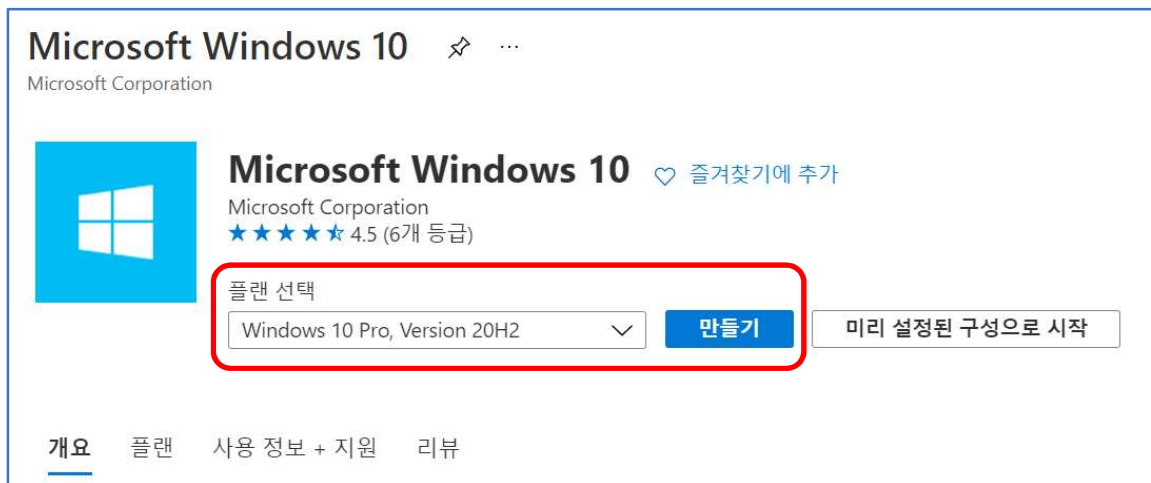 Microsoft Windows 10
Microsoft Corporation
Microsoft Windows 10 즐겨찾기에 추가
Microsoft Corporation
4.5 (6개 등급)
플랜 선택
Windows 10 Pro, Version 20H2 만들기 미리 설정된 구성으로 시작
개요 플랜 사용 정보 + 지원 리뷰